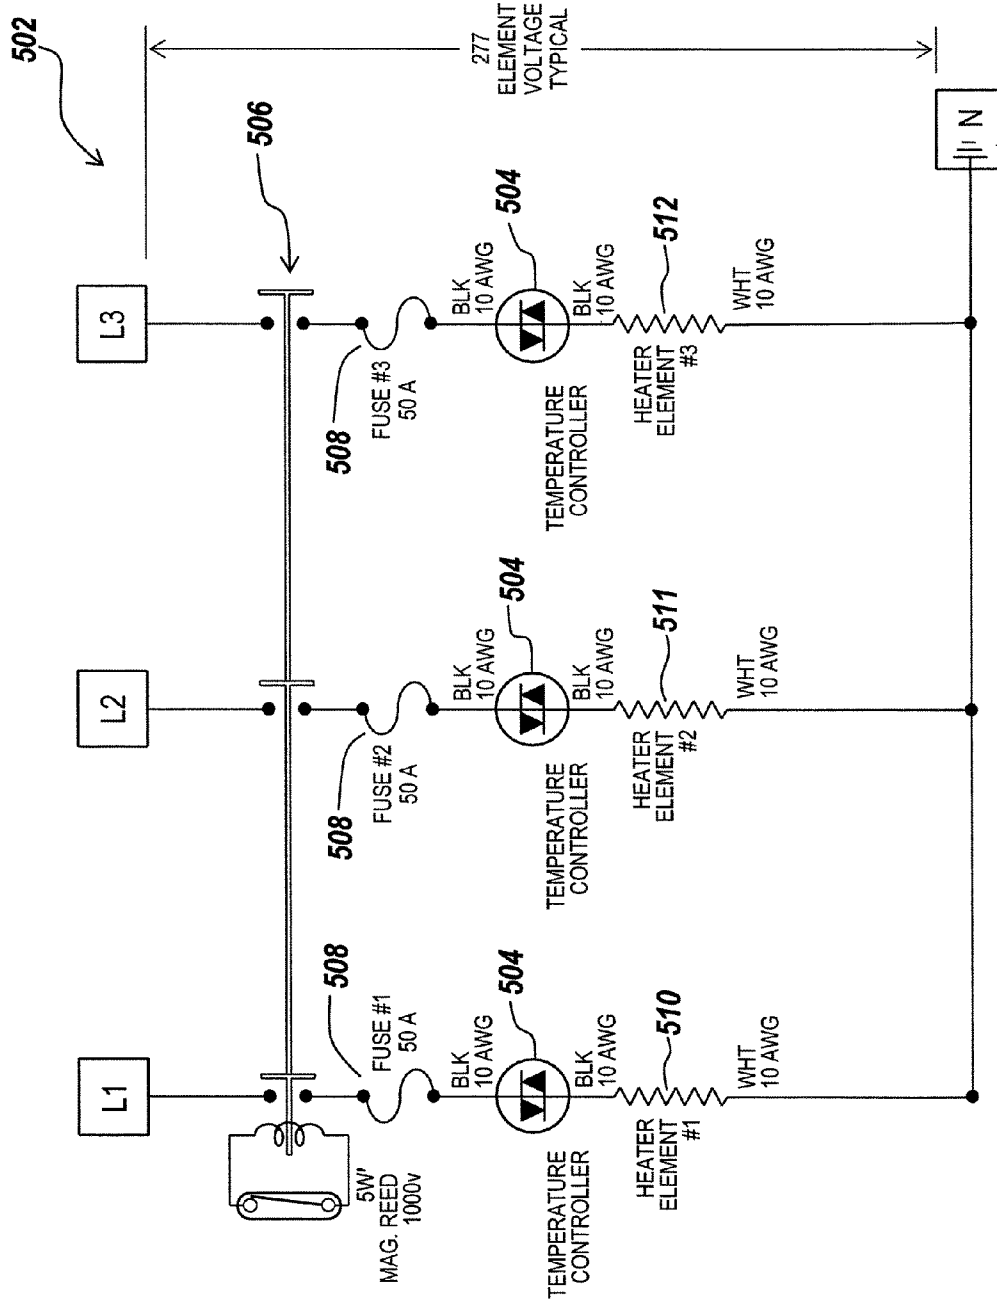 502
L1
L2
L3
506
277
ELEMENT
VOLTAGE
TYPICAL
5W'
MAG. REED
1000v
508
FUSE #1
50 A
508
FUSE #2
50 A
508
FUSE #3
50 A
BLK
10 AWG
504
BLK
10 AWG
504
BLK
10 AWG
504
TEMPERATURE
CONTROLLER
TEMPERATURE
CONTROLLER
TEMPERATURE
CONTROLLER
BLK
10 AWG
BLK
10 AWG
BLK
10 AWG
HEATER
ELEMENT
#1
510
HEATER
ELEMENT
#2
511
HEATER
ELEMENT
#3
512
WHT
10 AWG
WHT
10 AWG
WHT
10 AWG
N